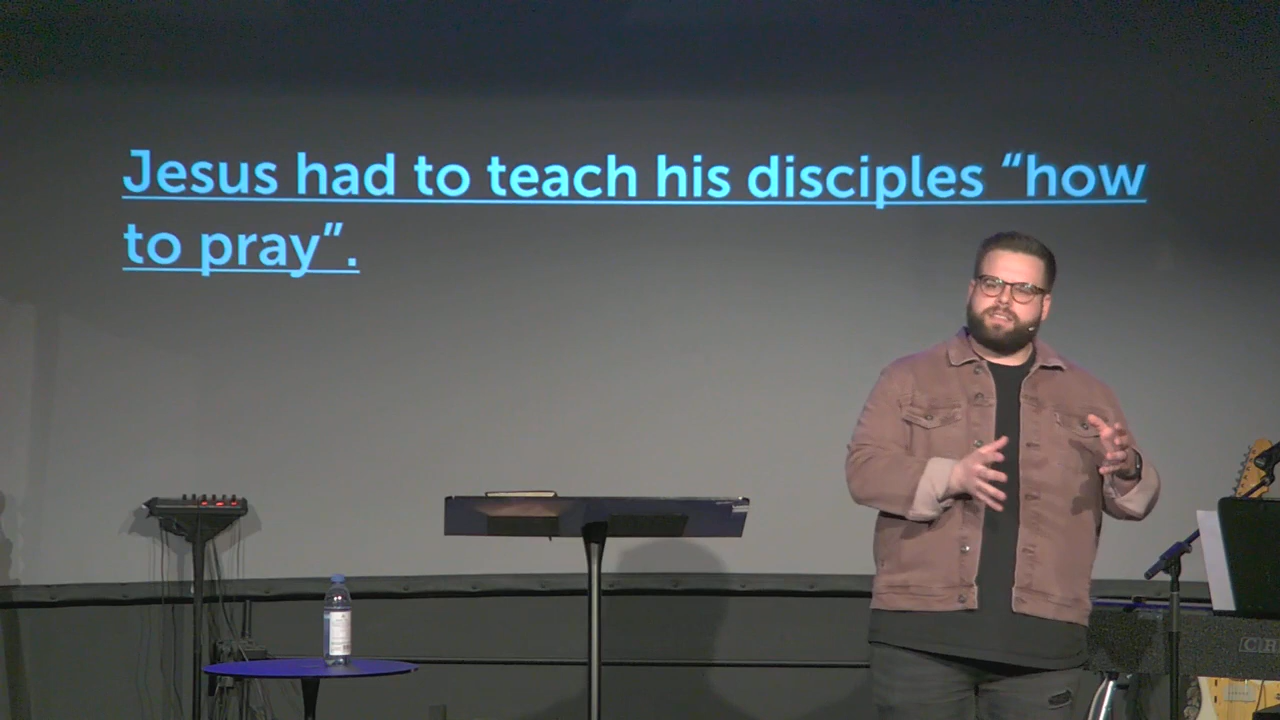 Jesus had to teach his disciples “how
to pray”.